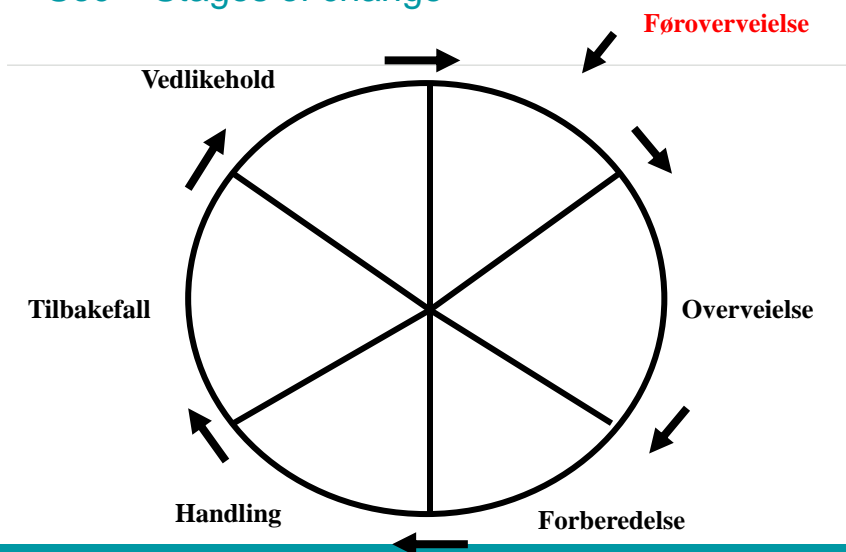 Stages of change
Føroverveielse
Vedlikehold
Tilbakefall
Overveielse
Handling
Forberedelse